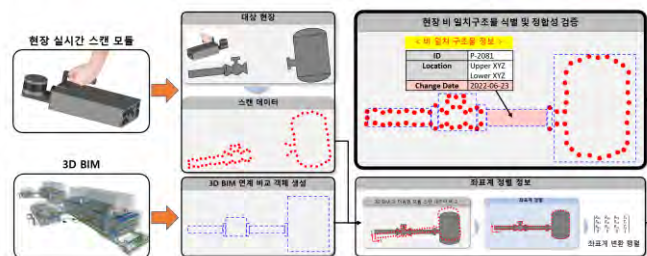 현장 실시간 스캔 모듈
대상 현장
스캔 데이터
3D BIM
3D BIM 연계 비교 객체 생성
현장 비 일치구조물 식별 및 정합성 검증
< 비 일치 구조물 정보 >
ID P-2081
Location Upper XYZ
Lower XYZ
Change Date 2022-06-23
좌표계 정렬 정보
좌표계 정렬
좌표계 변환 정렬